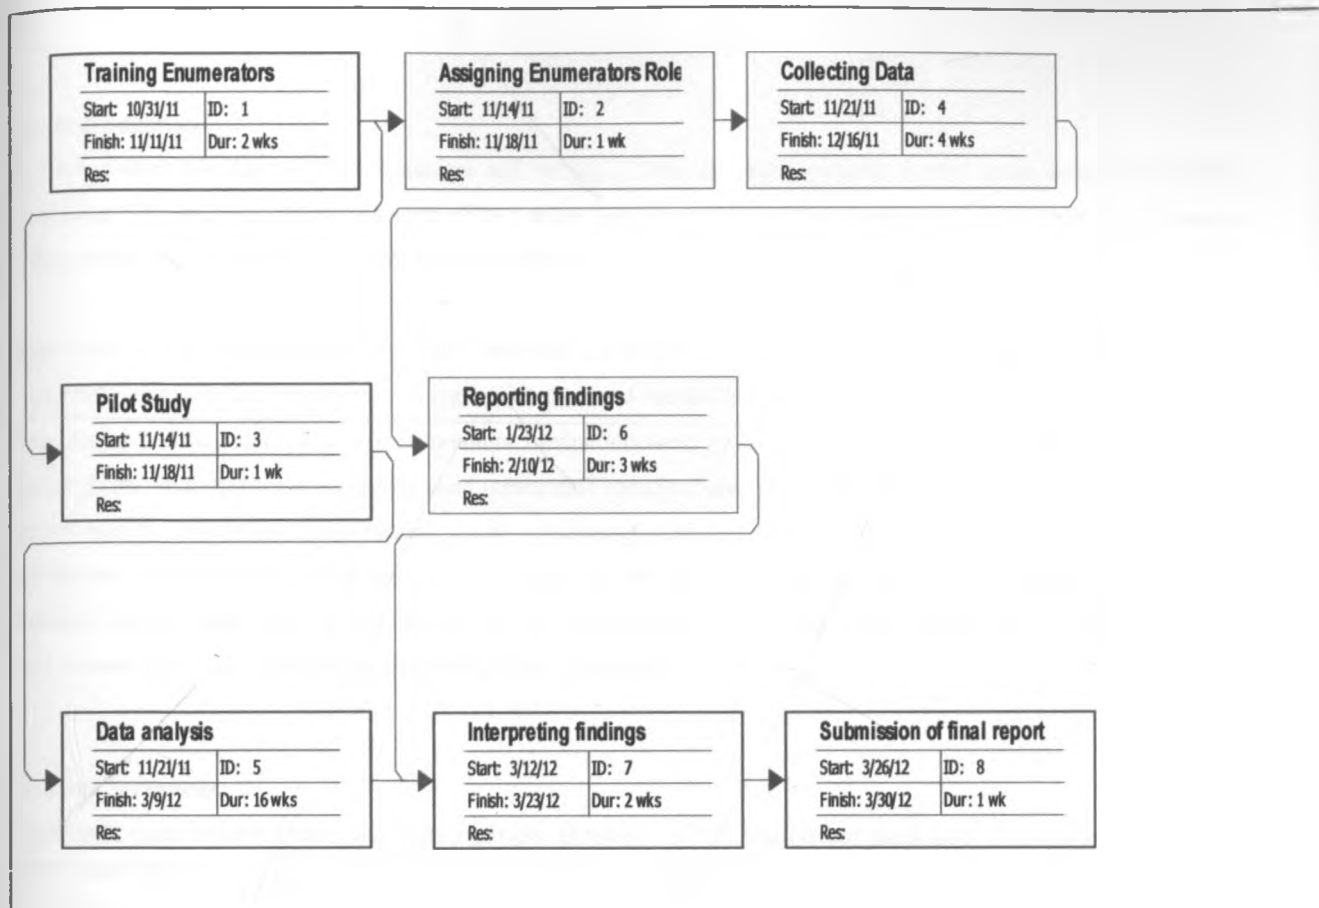 Training Enumerators
Start: 10/31/11 ID: 1
Finish: 11/11/11 Dur: 2 wks
Res:
Assigning Enumerators Role
Start: 11/14/11 ID: 2
Finish: 11/18/11 Dur: 1 wk
Res:
Collecting Data
Start: 11/21/11 ID: 4
Finish: 12/16/11 Dur: 4 wks
Res:
Pilot Study
Start: 11/14/11 ID: 3
Finish: 11/18/11 Dur: 1 wk
Res:
Reporting findings
Start: 1/23/12 ID: 6
Finish: 2/10/12 Dur: 3 wks
Res:
Data analysis
Start: 11/21/11 ID: 5
Finish: 3/9/12 Dur: 16 wks
Res:
Interpreting findings
Start: 3/12/12 ID: 7
Finish: 3/23/12 Dur: 2 wks
Res:
Submission of final report
Start: 3/26/12 ID: 8
Finish: 3/30/12 Dur: 1 wk
Res: